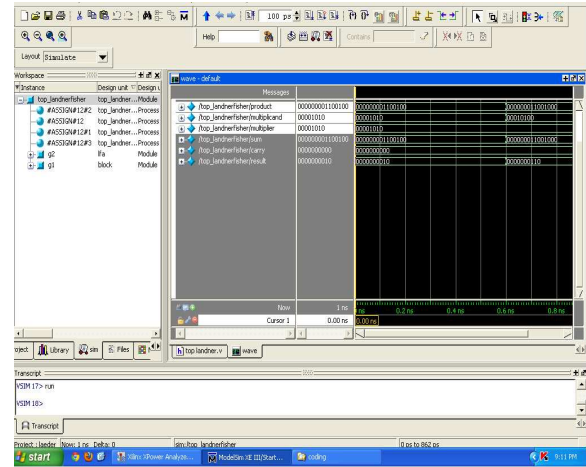 100 ps
Help
Contains
Layout Simulate
Workspace
Instance Design unit Design u
top_landnerfisher top_landner... Module
#ASSIGN#12#2 top_landner... Process
#ASSIGN#12 top_landner... Process
#ASSIGN#12#1 top_landner... Process
#ASSIGN#12#3 top_landner... Process
g2 lfa Module
g1 block Module
wave - default
Messages
/top_landnerfisher/product 000000001100100 000000001100100 000000011001000
/top_landnerfisher/multiplicand 00001010 00001010 00010100
/top_landnerfisher/multiplier 00001010 00001010
/top_landnerfisher/sum 000000001100100 000000001100100 000000011001000
/top_landnerfisher/carry 0000000000 0000000000
/top_landnerfisher/result 0000000010 0000000010 0000000110
Now 1 ns ns 0.2 ns 0.4 ns 0.6 ns 0.8 ns
Cursor 1 0.00 ns 0.00 ns
roject Library sim Files
top landner.v wave
Transcript
VSIM 17> run
VSIM 18>
Transcript
Project : laeder Now: 1 ns Delta: 0 sim:/top_landnerfisher 0 ps to 862 ps
start Xilinx XPower Analyze... ModelSim XE III/Start... coding 9:11 PM